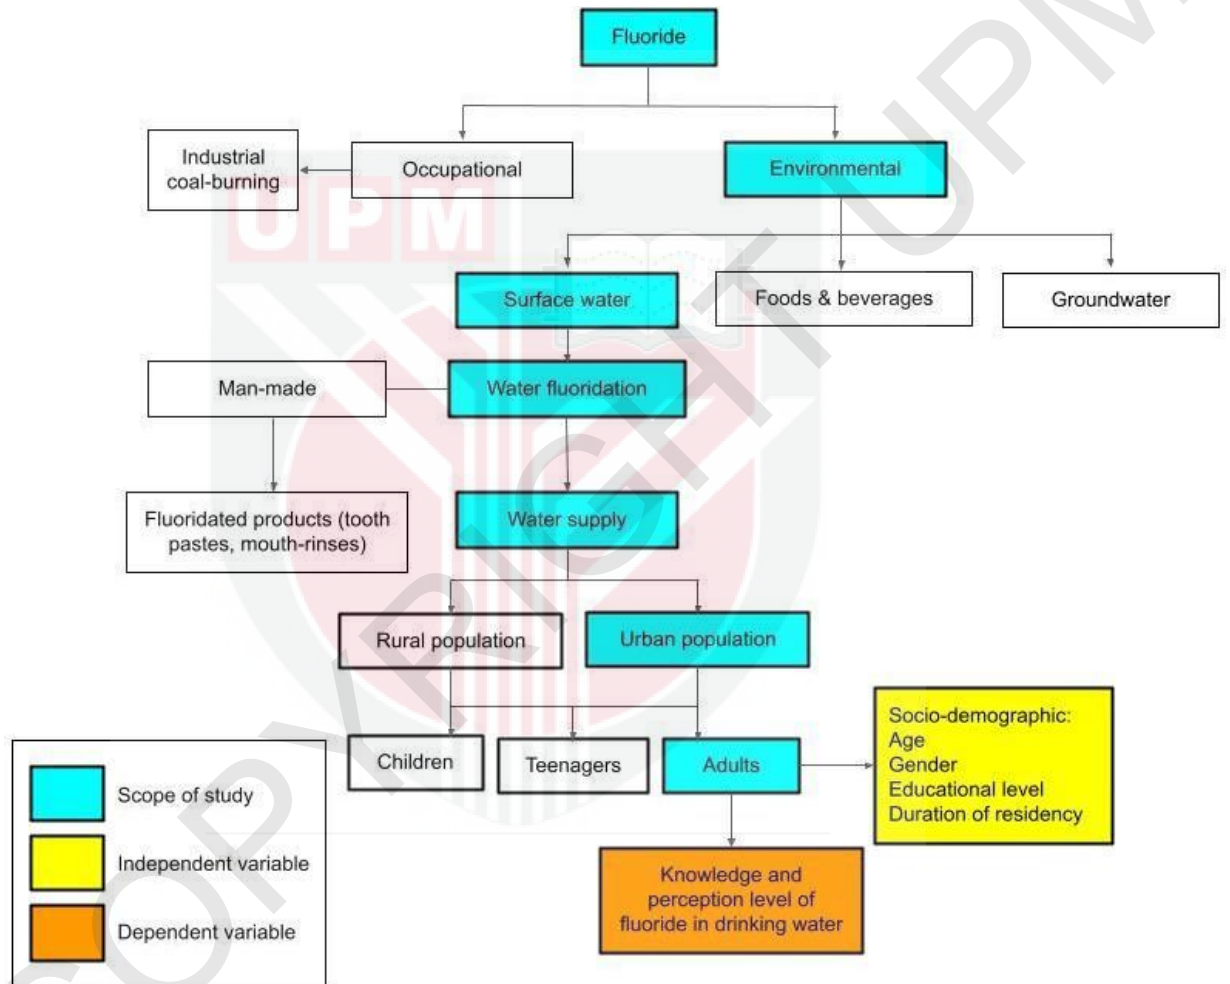 Fluoride
Industrial
coal-burning
Occupational
Environmental
UPM
Surface water
Foods & beverages
Groundwater
Man-made
Water fluoridation
Fluoridated products (tooth
pastes, mouth-rinses)
Water supply
Rural population
Urban population
Children
Teenagers
Adults
Socio-demographic:
Age
Gender
Educational level
Duration of residency
Scope of study
Independent variable
Dependent variable
Knowledge and
perception level of
fluoride in drinking water
COPYRIGHT UPM